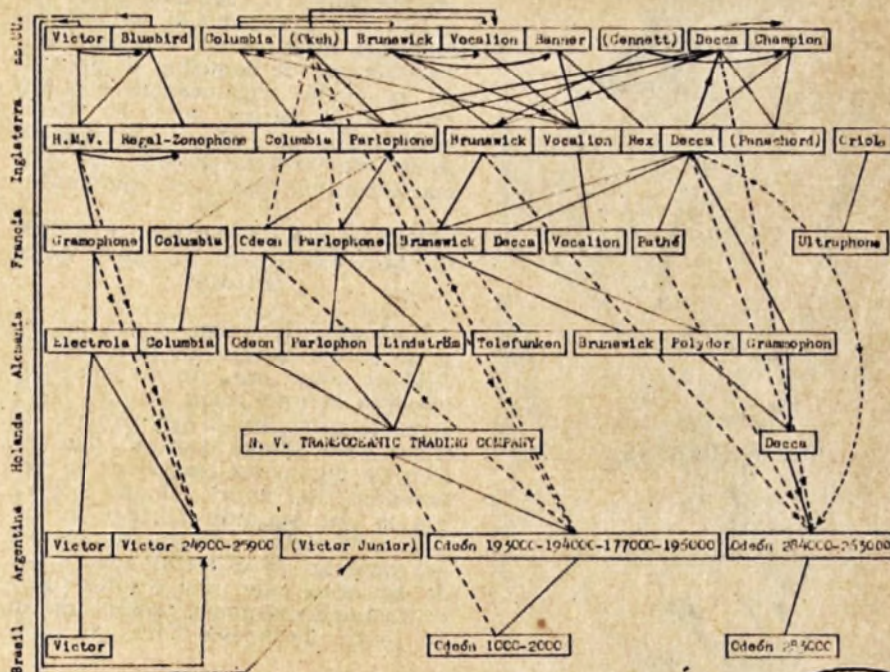 EE.UU.
Victor Bluebird Columbia (Okeh) Brunswick Vocalion Banner (Gennett) Decca Champion
Inglaterra
H.M.V. Regal-Zonophone Columbia Parlophone Brunswick Vocalion Rex Decca (Panachord) Criola
Francia
Gramophone Columbia Odeon Parlophone Brunswick Decca Vocalion Pathé Ultraphone
Alemania
Electrola Columbia Odeon Parlophon Lindström Telefunken Brunswick Polydor Grammophon
Holanda
N. V. TRANSOCEANIC TRADING COMPANY Decca
Argentina
Victor Victor 24900-25900 (Victor Junior) Odeón 193000-194000-177000-195000 Odeón
Brasil
Victor Odeón 1000-2000 Odeón